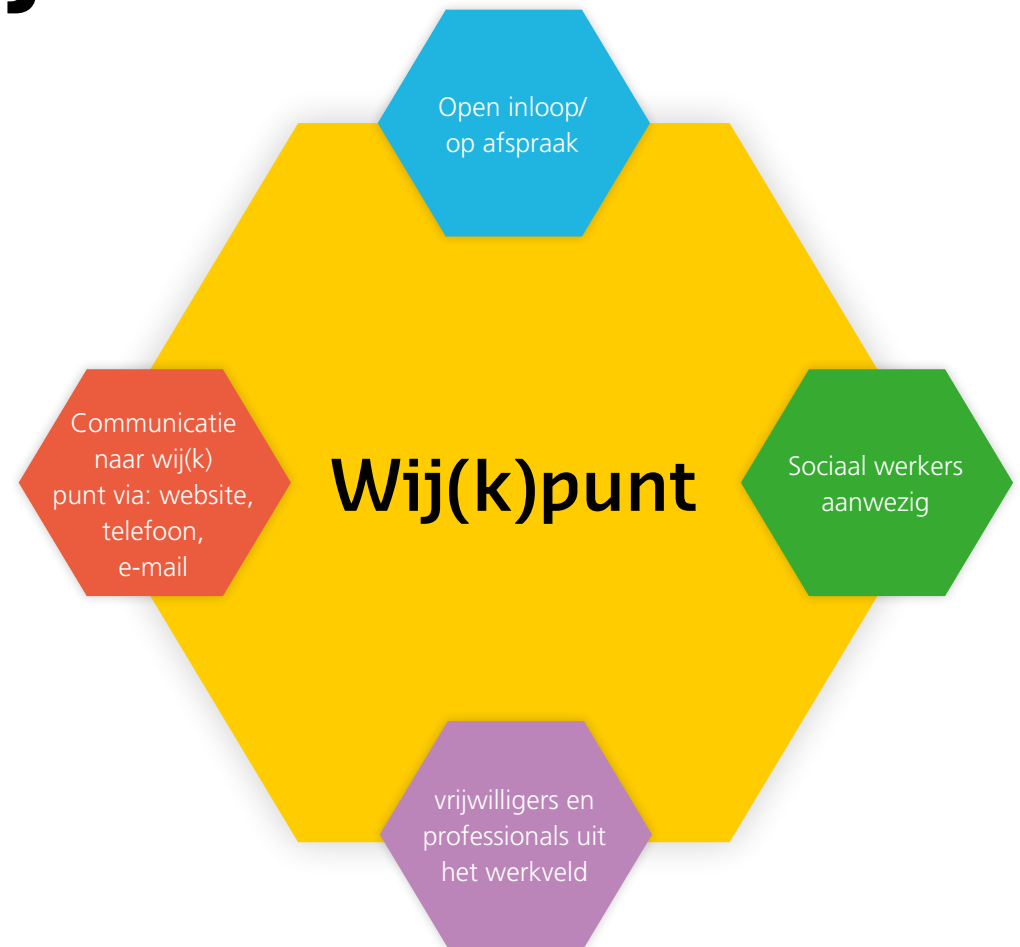 Open inloop/
op afspraak
Communicatie
naar wij(k)
punt via: website,
telefoon,
e-mail
Wij(k)punt
Sociaal werkers
aanwezig
vrijwilligers en
professionals uit
het werkveld